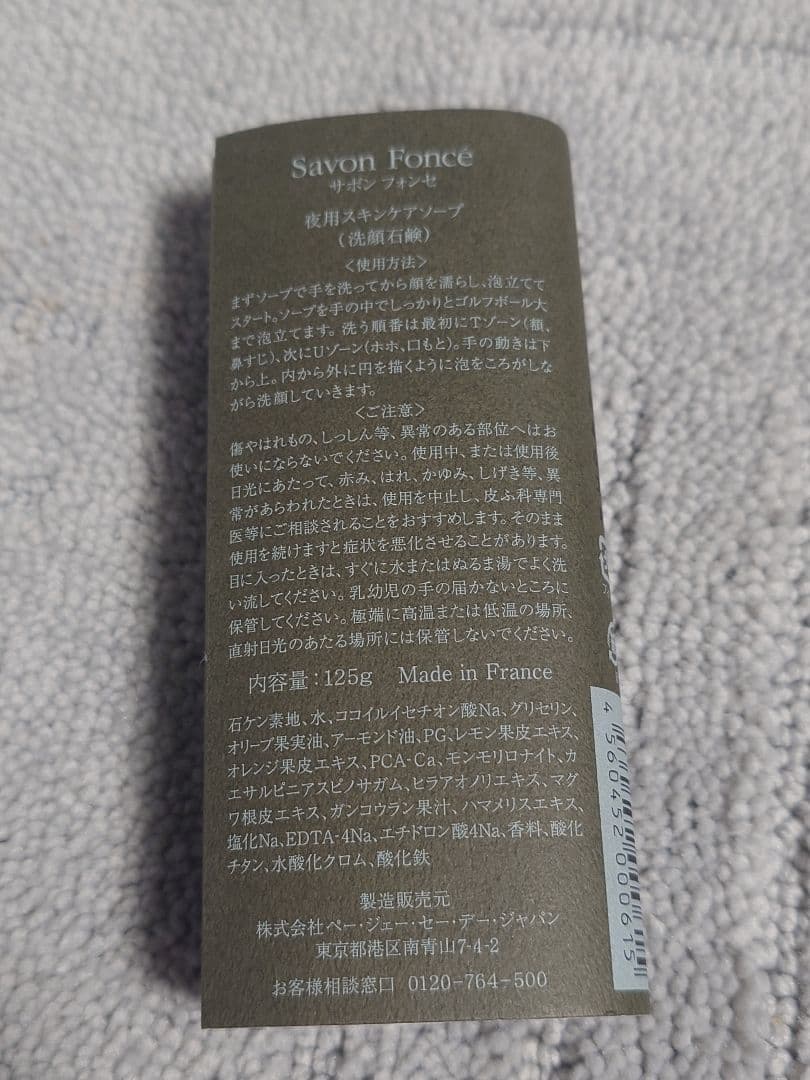 Savon Foncé
サボン フォンセ
夜用スキンケアソープ
（洗顔石鹸）
＜使用方法＞
まずソープで手を洗ってから顔を濡らし、泡立てて
スタート。ソープを手の中でしっかりとゴルフボール大
まで泡立てます。洗う順番は最初にTゾーン（額、
鼻すじ）、次にUゾーン（ホホ、口もと）。手の動きは下
から上。内から外に円を描くように泡をころがしな
がら洗顔していきます。
＜ご注意＞
傷やはれもの、しっしん等、異常のある部位へはお
使いにならないでください。使用中、または使用後
日光にあたって、赤み、はれ、かゆみ、しげき等、異
常があらわれたときは、使用を中止し、皮ふ科専門
医等にご相談されることをおすすめします。そのまま
使用を続けますと症状を悪化させることがあります。
目に入ったときは、すぐに水またはぬるま湯でよく洗
い流してください。乳幼児の手の届かないところに
保管してください。極端に高温または低温の場所、
直射日光のあたる場所には保管しないでください。
内容量：125g Made in France
石ケン素地、水、ココイルイセチオン酸Na、グリセリン、
オリーブ果実油、アーモンド油、PG、レモン果皮エキス、
オレンジ果皮エキス、PCA-Ca、モンモリロナイト、カ
エサルピニアスピノサガム、ヒラアオノリエキス、マグ
ワ根皮エキス、ガンコウラン果汁、ハマメリスエキス、
塩化Na、EDTA-4Na、エチドロン酸4Na、香料、酸化
チタン、水酸化クロム、酸化鉄
製造販売元
株式会社ペー・ジェー・セー・デー・ジャパン
東京都港区南青山7-4-2
お客様相談窓口 0120-764-500
4 560452 000615